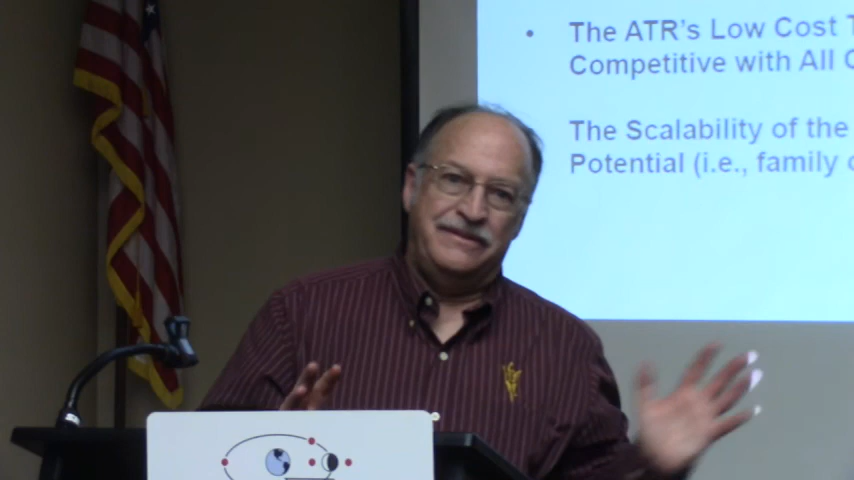 • The ATR's Low Cost
Competitive with All
The Scalability of the
Potential (i.e., family